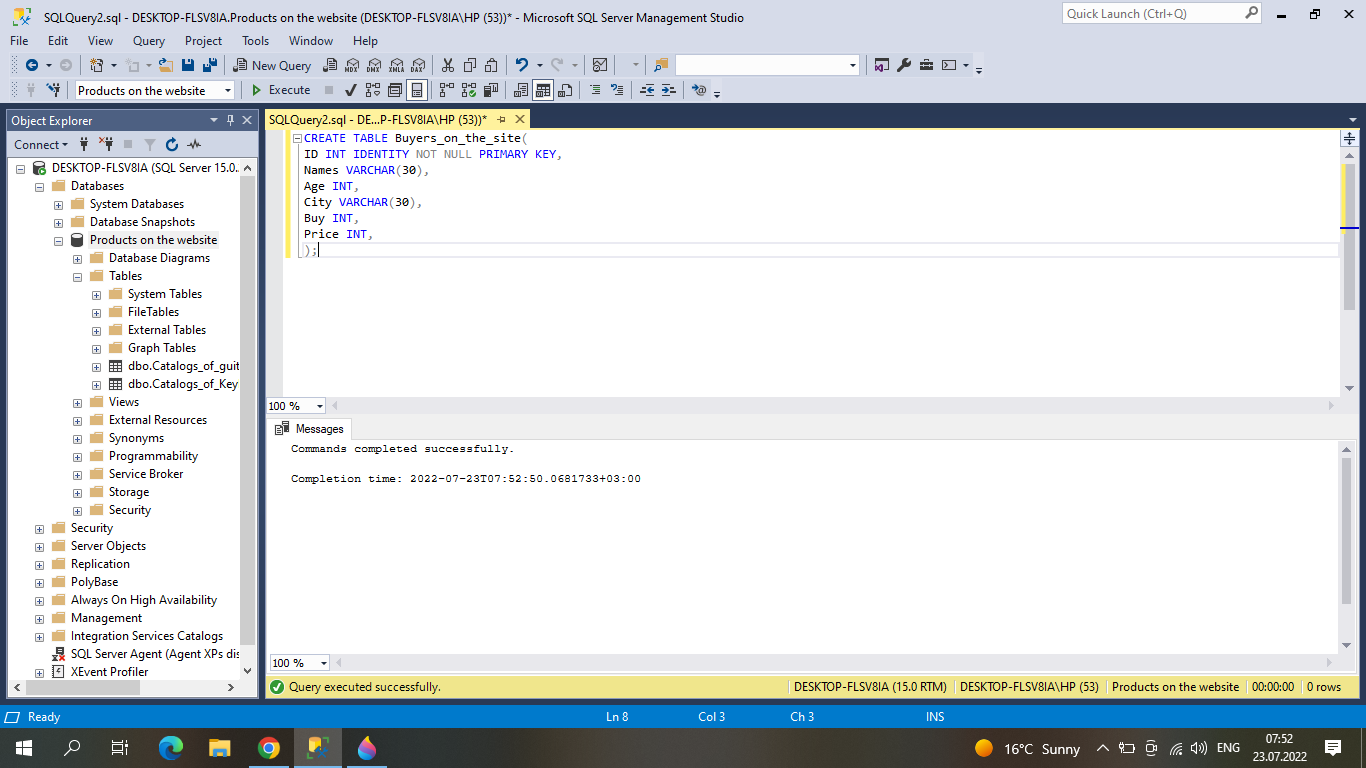 SQLQuery2.sql - DESKTOP-FLSV8IA.Products on the website (DESKTOP-FLSV8IA\HP (53))* - Microsoft SQL Server Management Studio
Quick Launch (Ctrl+Q)
File Edit View Query Project Tools Window Help
New Query MDX DMX XMLA DAX
Products on the website Execute
Object Explorer
Connect
DESKTOP-FLSV8IA (SQL Server 15.0..
Databases
System Databases
Database Snapshots
Products on the website
Database Diagrams
Tables
System Tables
FileTables
External Tables
Graph Tables
dbo.Catalogs_of_guit
dbo.Catalogs_of_Key
Views
External Resources
Synonyms
Programmability
Service Broker
Storage
Security
Security
Server Objects
Replication
PolyBase
Always On High Availability
Management
Integration Services Catalogs
SQL Server Agent (Agent XPs dis
XEvent Profiler
SQLQuery2.sql - DE...P-FLSV8IA\HP (53))*
CREATE TABLE Buyers_on_the_site(
ID INT IDENTITY NOT NULL PRIMARY KEY,
Names VARCHAR(30),
Age INT,
City VARCHAR(30),
Buy INT,
Price INT,
);
100 %
Messages
Commands completed successfully.
Completion time: 2022-07-23T07:52:50.0681733+03:00
100 %
Query executed successfully. DESKTOP-FLSV8IA (15.0 RTM) DESKTOP-FLSV8IA\HP (53) Products on the website 00:00:00 0 rows
Ready Ln 8 Col 3 Ch 3 INS
16°C Sunny ENG 07:52
23.07.2022